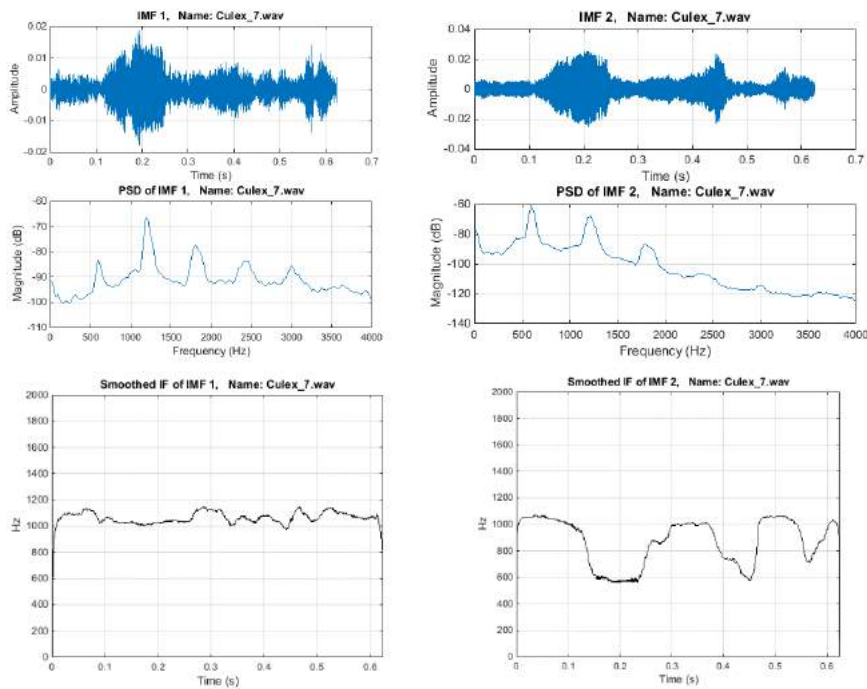 IMF 1, Name: Culex_7.wav
0.02
0.01
0
-0.01
-0.02
Amplitude
0 0.1 0.2 0.3 0.4 0.5 0.6 0.7
Time (s)
IMF 2, Name: Culex_7.wav
0.04
0.02
0
-0.02
-0.04
Amplitude
0 0.1 0.2 0.3 0.4 0.5 0.6 0.7
Time (s)
PSD of IMF 1, Name: Culex_7.wav
-60
-70
-80
-90
-100
-110
Magnitude (dB)
0 500 1000 1500 2000 2500 3000 3500 4000
Frequency (Hz)
PSD of IMF 2, Name: Culex_7.wav
-60
-80
-100
-120
-140
Magnitude (dB)
0 500 1000 1500 2000 2500 3000 3500 4000
Frequency (Hz)
Smoothed IF of IMF 1, Name: Culex_7.wav
2000
1800
1600
1400
1200
1000
800
600
400
200
0
Hz
0 0.1 0.2 0.3 0.4 0.5 0.6
Time (s)
Smoothed IF of IMF 2, Name: Culex_7.wav
2000
1800
1600
1400
1200
1000
800
600
400
200
0
Hz
0 0.1 0.2 0.3 0.4 0.5 0.6
Time (s)